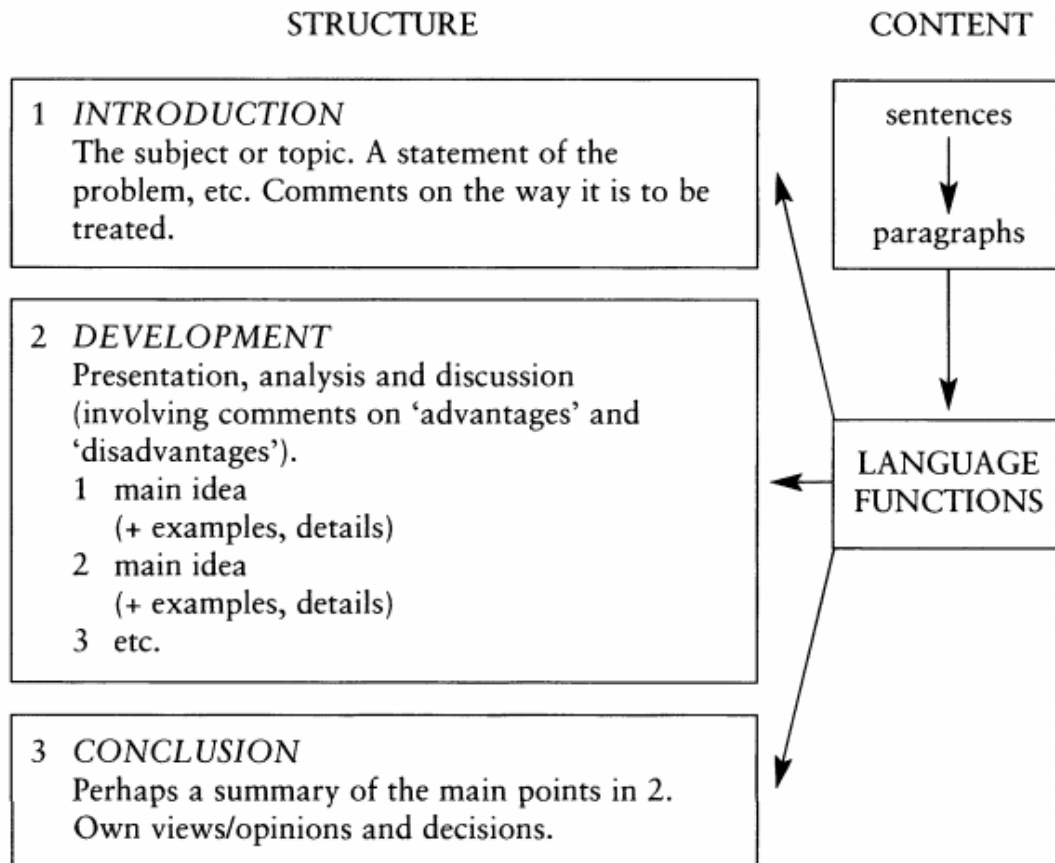 STRUCTURE
CONTENT
1 INTRODUCTION
The subject or topic. A statement of the
problem, etc. Comments on the way it is to be
treated.
2 DEVELOPMENT
Presentation, analysis and discussion
(involving comments on ‘advantages’ and
‘disadvantages’).
1 main idea
(+ examples, details)
2 main idea
(+ examples, details)
3 etc.
3 CONCLUSION
Perhaps a summary of the main points in 2.
Own views/opinions and decisions.
sentences
paragraphs
LANGUAGE
FUNCTIONS